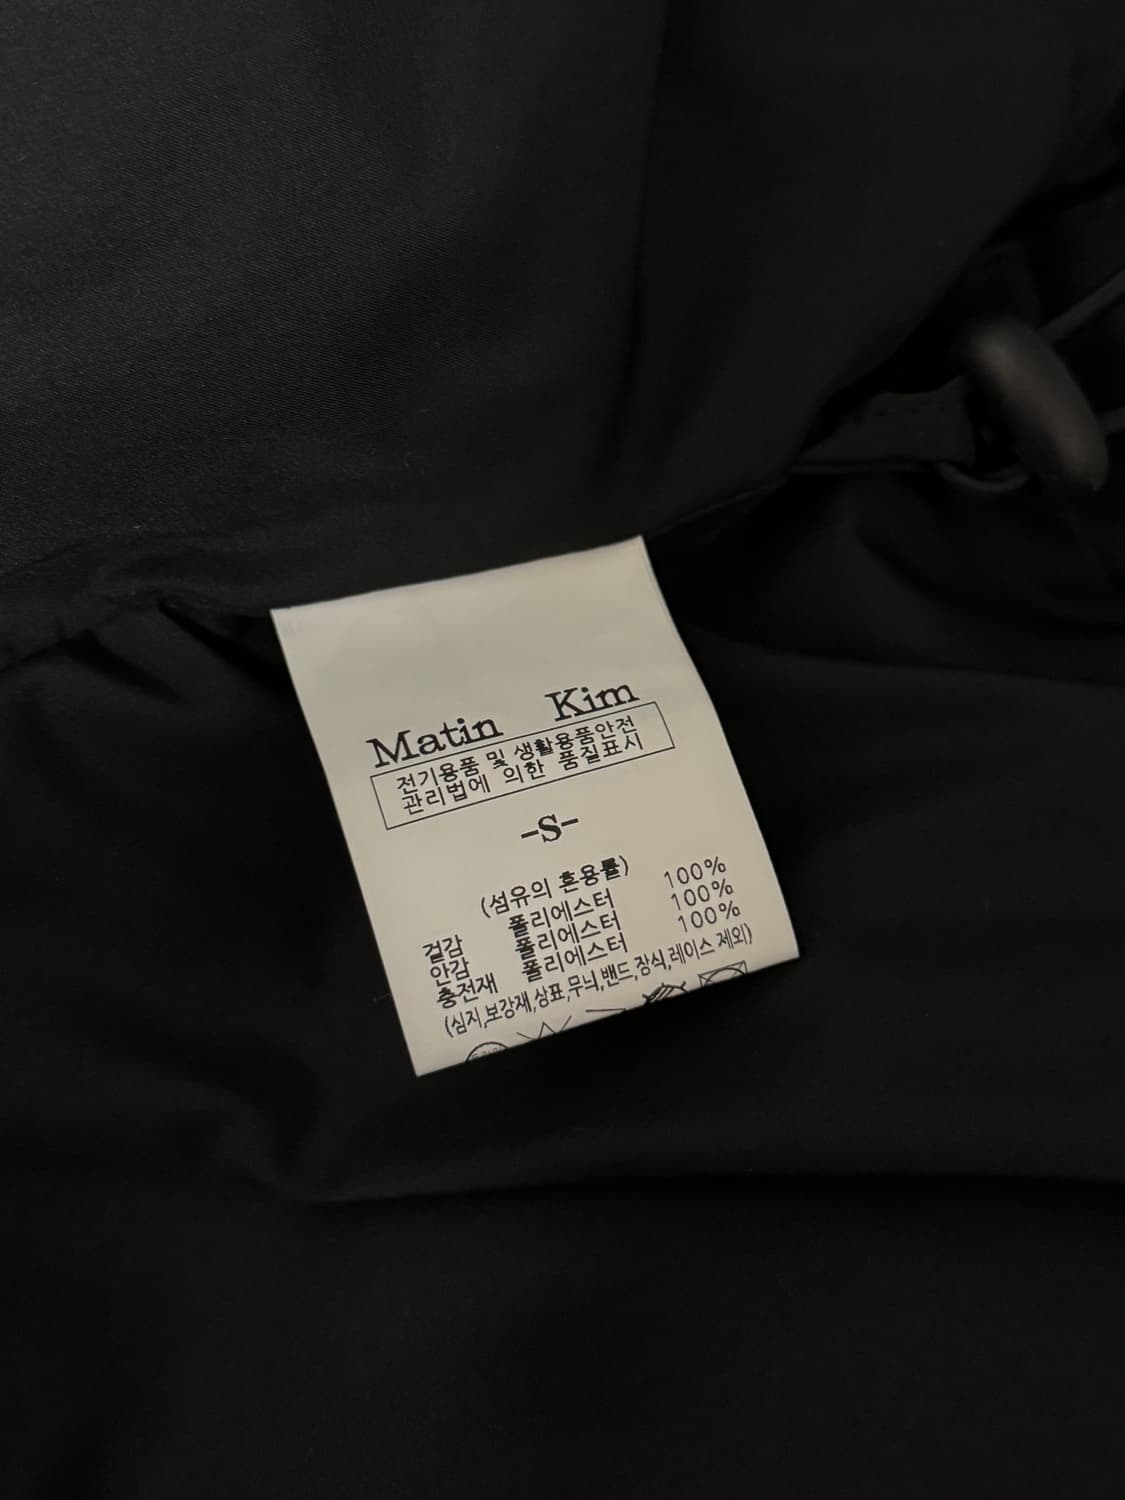 Matin Kim
전기용품 및 생활용품안전
관리법에 의한 품질표시
-S-
(섬유의 혼용률)
겉감 폴리에스터 100%
안감 폴리에스터 100%
충전재 폴리에스터 100%
(심지,보강재,상표,무늬,밴드,장식,레이스 제외)